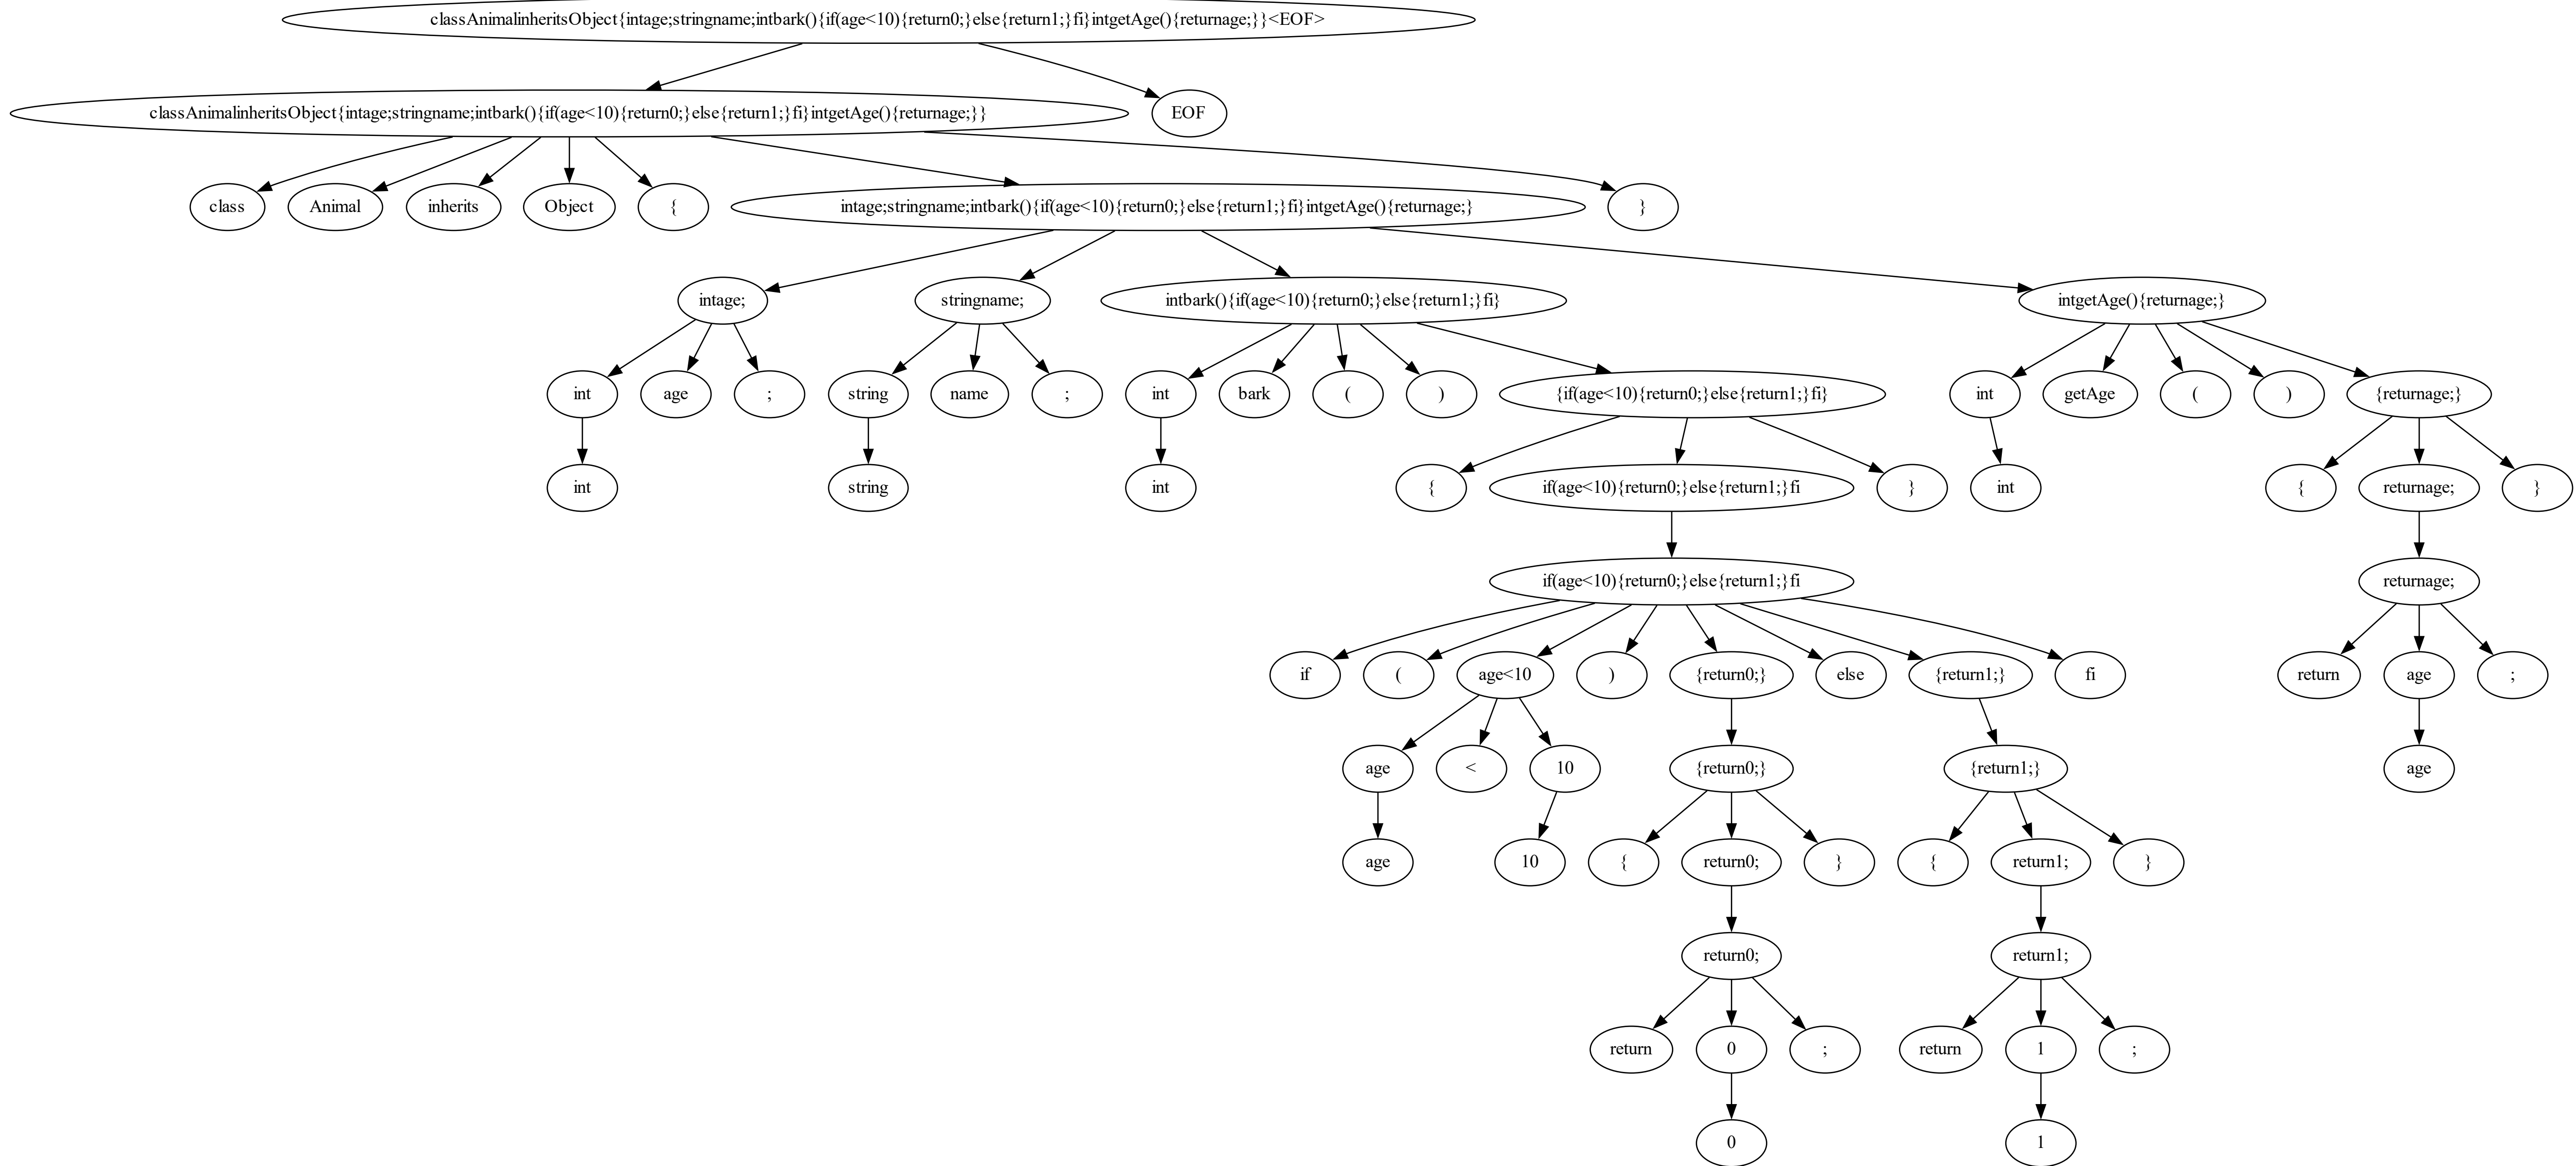 classAnimalinheritsObject{intage;stringname;intbark(){if(age<10){return0;}else{return1;}fi}intgetAge(){returnage;}}<EOF>
classAnimalinheritsObject{intage;stringname;intbark(){if(age<10){return0;}else{return1;}fi}intgetAge(){returnage;}}
EOF
class
Animal
inherits
Object
{
intage;stringname;intbark(){if(age<10){return0;}else{return1;}fi}intgetAge(){returnage;}
}
intage;
stringname;
intbark(){if(age<10){return0;}else{return1;}fi}
intgetAge(){returnage;}
int
age
;
string
name
;
int
bark
(
)
{if(age<10){return0;}else{return1;}fi}
int
getAge
(
)
{returnage;}
int
string
int
{
if(age<10){return0;}else{return1;}fi
}
int
{
returnage;
}
if(age<10){return0;}else{return1;}fi
returnage;
if
(
age<10
)
{return0;}
else
{return1;}
fi
return
age
;
age
<
10
{return0;}
{return1;}
age
age
10
{
return0;
}
{
return1;
}
return0;
return1;
return
0
;
return
1
;
0
1